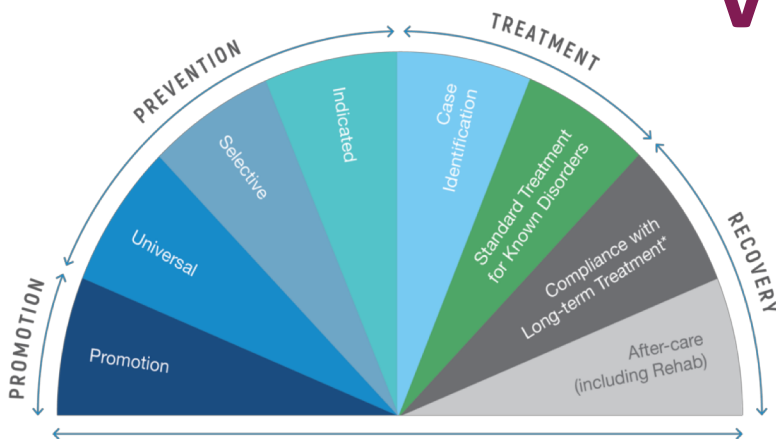 V
TREATMENT
PREVENTION
Indicated
Case
Identification
Selective
Standard Treatment
for Known Disorders
Universal
Compliance with
Long-term Treatment*
RECOVERY
PROMOTION
Promotion
After-care
(including Rehab)